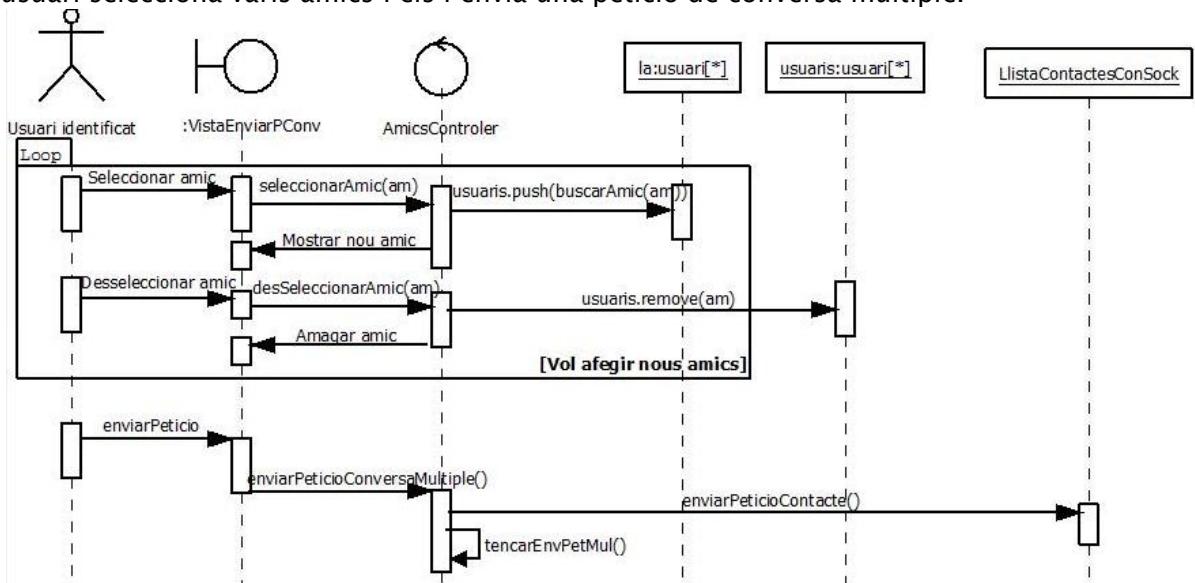 usuari selecciona varis amics i els i envia una petició de conversa múltiple.
la:usuari[*]
usuaris:usuari[*]
LlistaContactesConSock
Usuari identificat
:VistaEnviarPConv
AmicsControler
Loop
Seleccionar amic
seleccionarAmic(am)
usuaris.push(buscarAmic(am))
Mostrar nou amic
Desseleccionar amic
desSeleccionarAmic(am)
usuaris.remove(am)
Amagar amic
[Vol afegir nous amics]
enviarPeticio
enviarPeticioConversaMultiple()
enviarPeticioContacte()
tencarEnvPetMul()